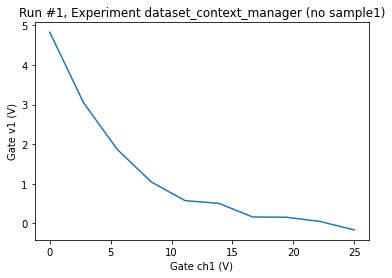 Run #1, Experiment dataset_context_manager (no sample1)
5
4
3
2
1
0
Gate v1 (V)
0 5 10 15 20 25
Gate ch1 (V)